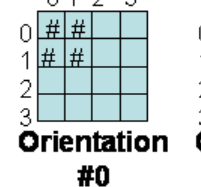 0 1 2 3
0 # #
1 # #
2
3
Orientation
#0